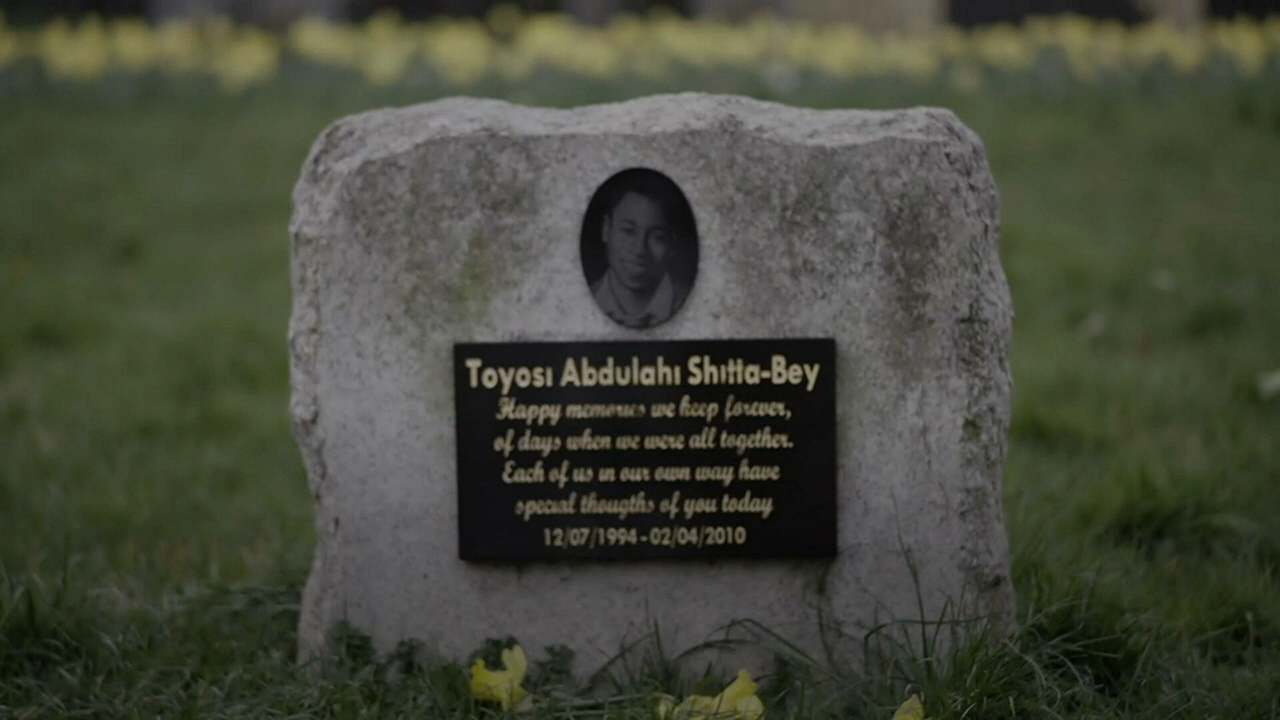 Toyosi Abdulahi Shitta-Bey
Happy memories we keep forever,
of days when we were all together.
Each of us in our own way have
special thougths of you today
12/07/1994 - 02/04/2010